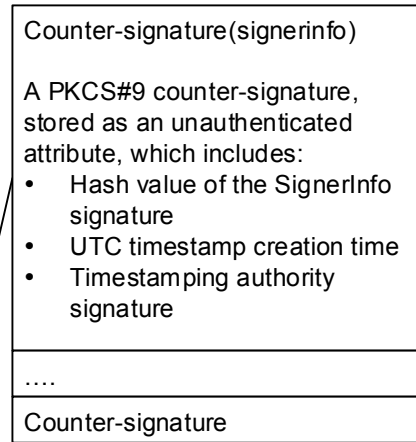 Counter-signature(signerinfo)
A PKCS#9 counter-signature,
stored as an unauthenticated
attribute, which includes:
• Hash value of the SignerInfo
signature
• UTC timestamp creation time
• Timestamping authority
signature
....
Counter-signature